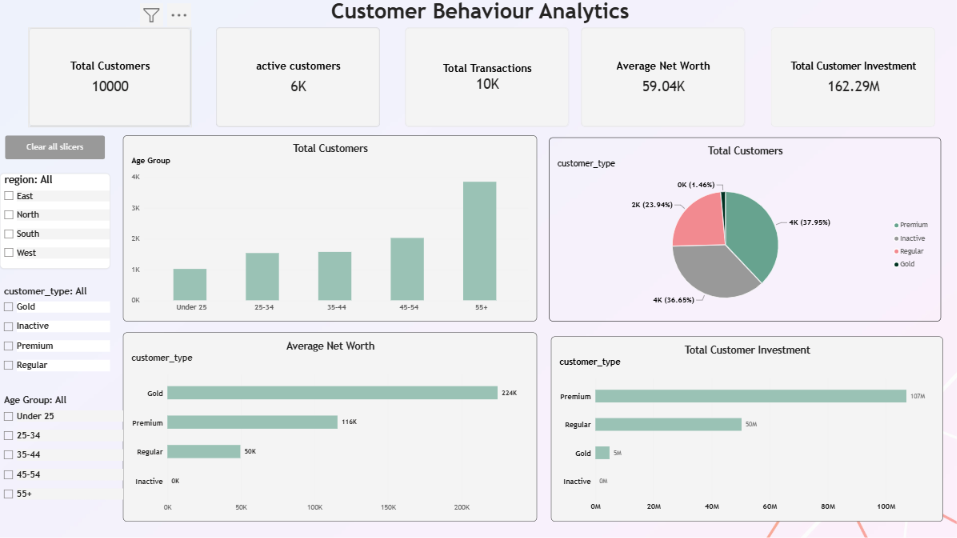 Customer Behaviour Analytics
Total Customers
10000
active customers
6K
Total Transactions
10K
Average Net Worth
59.04K
Total Customer Investment
162.29M
Clear all slicers
region: All
East
North
South
West
customer_type: All
Gold
Inactive
Premium
Regular
Age Group: All
Under 25
25-34
35-44
45-54
55+
Total Customers
Age Group
4K
3K
2K
1K
0K
Under 25 25-34 35-44 45-54 55+
Total Customers
customer_type
0K (1.46%)
2K (23.94%)
4K (37.95%)
4K (36.65%)
Premium
Inactive
Regular
Gold
Average Net Worth
customer_type
Gold 224K
Premium 116K
Regular 50K
Inactive 0K
0K 50K 100K 150K 200K
Total Customer Investment
customer_type
Premium 107M
Regular 50M
Gold 5M
Inactive 0M
0M 20M 40M 60M 80M 100M